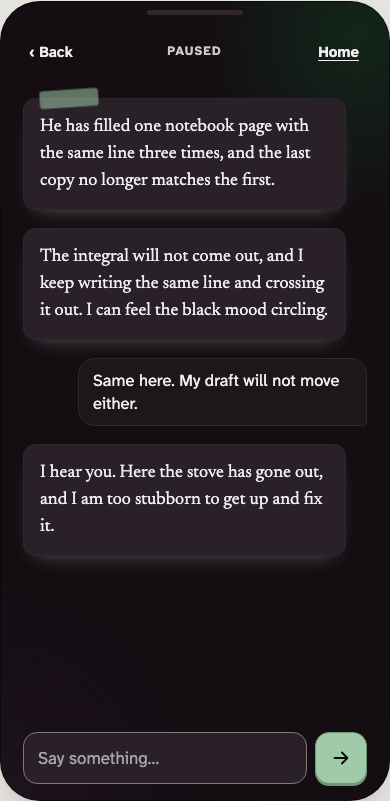 ‹ Back
PAUSED
Home
He has filled one notebook page with
the same line three times, and the last
copy no longer matches the first.
The integral will not come out, and I
keep writing the same line and crossing
it out. I can feel the black mood circling.
Same here. My draft will not move
either.
I hear you. Here the stove has gone out,
and I am too stubborn to get up and fix
it.
Say something...